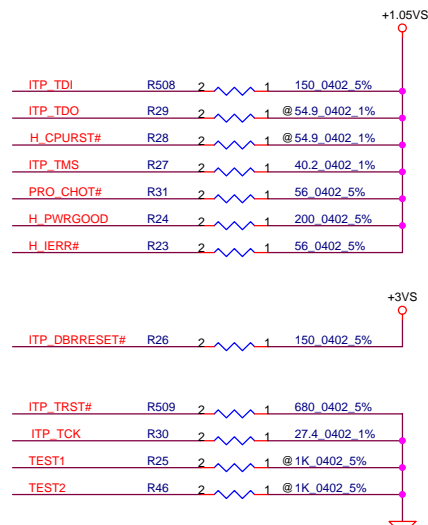 +1.05VS
ITP_TDI R508 2 1 150_0402_5%
ITP_TDO R29 2 1 @54.9_0402_1%
H_CPURST# R28 2 1 @54.9_0402_1%
ITP_TMS R27 2 1 40.2_0402_1%
PRO_CHOT# R31 2 1 56_0402_5%
H_PWRGOOD R24 2 1 200_0402_5%
H_IERR# R23 2 1 56_0402_5%
+3VS
ITP_DBRRESET# R26 2 1 150_0402_5%
ITP_TRST# R509 2 1 680_0402_5%
ITP_TCK R30 2 1 27.4_0402_1%
TEST1 R25 2 1 @1K_0402_5%
TEST2 R46 2 1 @1K_0402_5%